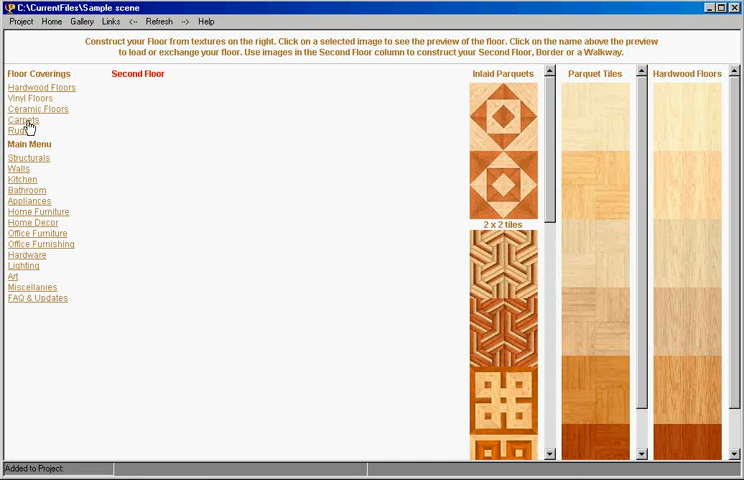 C:\CurrentFiles\Sample scene
Project Home Gallery Links <-- Refresh --> Help
Construct your Floor from textures on the right. Click on a selected image to see the preview of the floor. Click on the name above the preview
to load or exchange your floor. Use images in the Second Floor column to construct your Second Floor, Border or a Walkway.
Floor Coverings
Hardwood Floors
Vinyl Floors
Ceramic Floors
Carpets
Main Menu
Structurals
Walls
Kitchen
Bathroom
Appliances
Home Furniture
Home Decor
Office Furniture
Office Furnishing
Hardware
Lighting
Art
Miscellanies
FAQ & Updates
Second Floor
Inlaid Parquets
2 x 2 tiles
Parquet Tiles
Hardwood Floors
Added to Project: